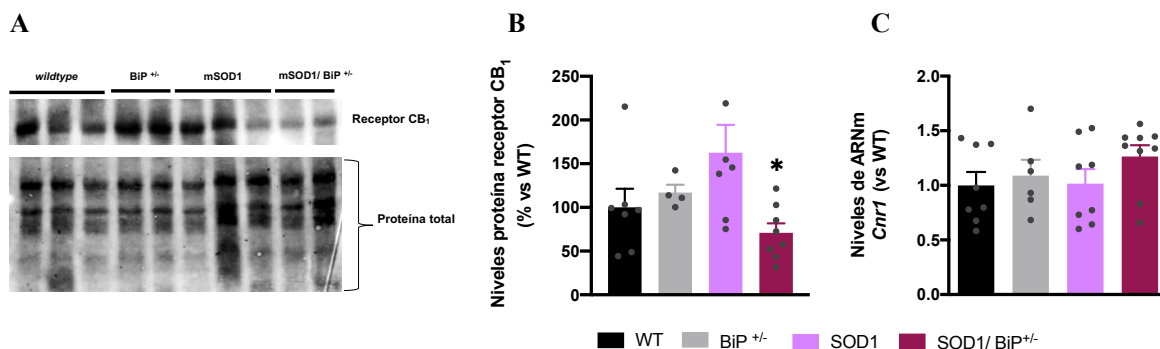 A
wildtype BiP +/- mSOD1 mSOD1/ BiP +/-
Receptor CB1
Proteína total
B
Niveles proteína receptor CB1
(% vs WT)
250
200
150
100
50
0
*
C
Niveles de ARNm
Cnr1 (vs WT)
2.0
1.5
1.0
0.5
0.0
WT BiP +/- SOD1 SOD1/ BiP+/-